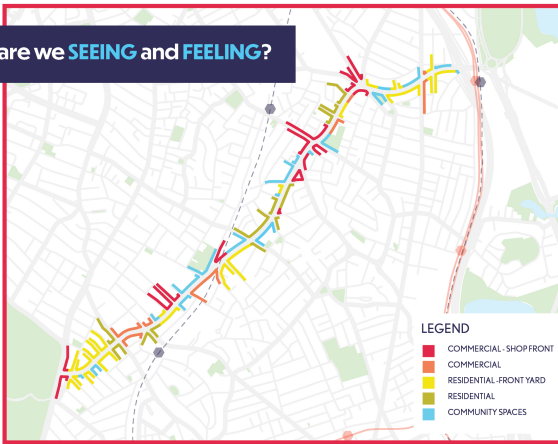 are we SEEING and FEELING?
LEGEND
COMMERCIAL - SHOP FRONT
COMMERCIAL
RESIDENTIAL -FRONT YARD
RESIDENTIAL
COMMUNITY SPACES